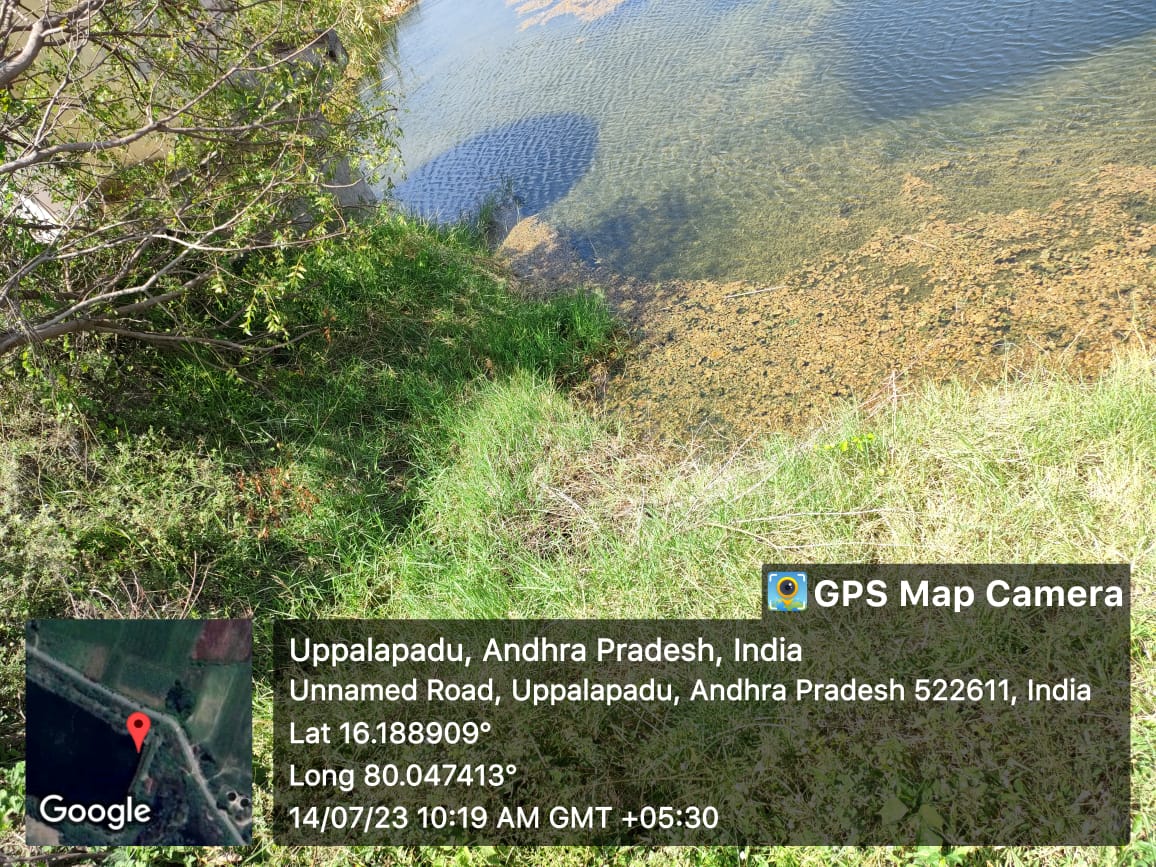 GPS Map Camera
Uppalapadu, Andhra Pradesh, India
Unnamed Road, Uppalapadu, Andhra Pradesh 522611, India
Lat 16.188909°
Long 80.047413°
14/07/23 10:19 AM GMT +05:30
Google